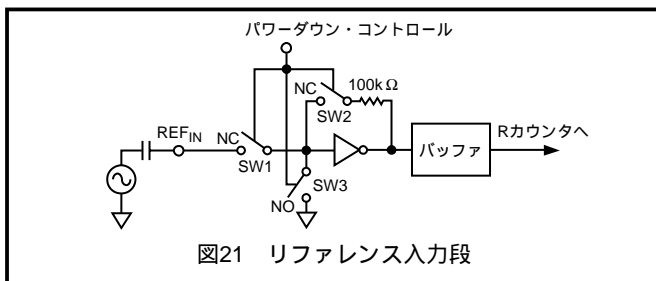 パワーダウン・コントロール
100kΩ
NC
SW2
REFIN
NC
SW1
バッファ
Rカウンタへ
SW3
NO
図21 リファレンス入力段